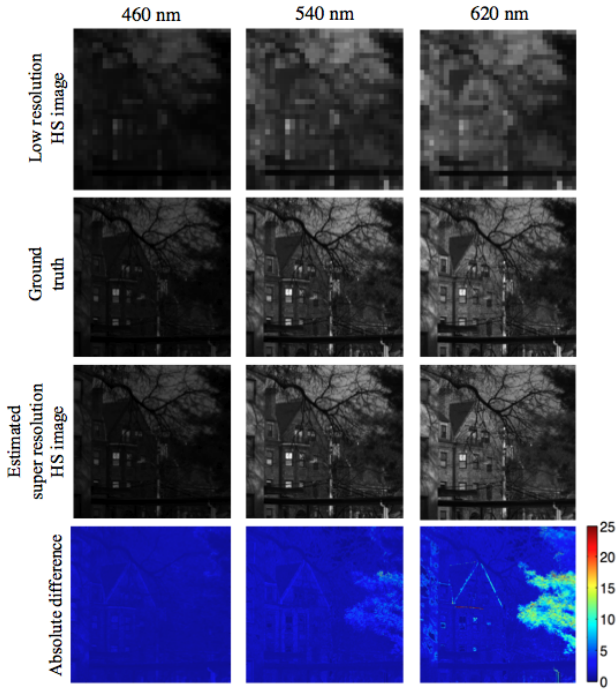 460 nm 540 nm 620 nm
Low resolution
HS image
Ground
truth
Estimated
super resolution
HS image
Absolute difference
25
20
15
10
5
0